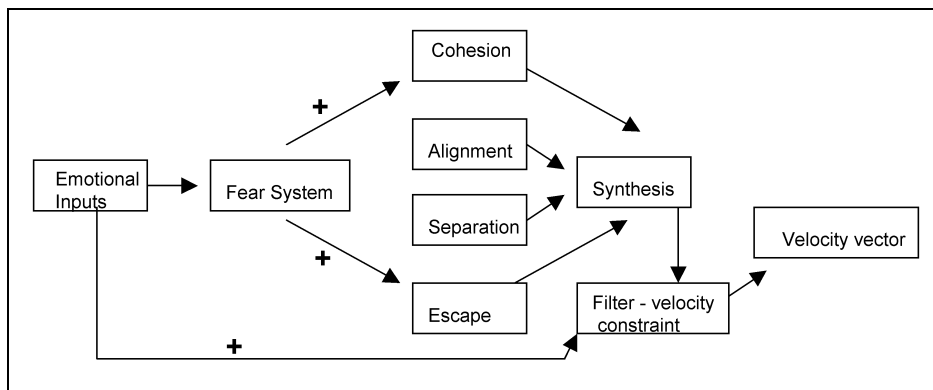 Cohesion
+
Alignment
Emotional
Inputs
Fear System
Synthesis
Separation
Velocity vector
+
Escape
Filter - velocity
constraint
+